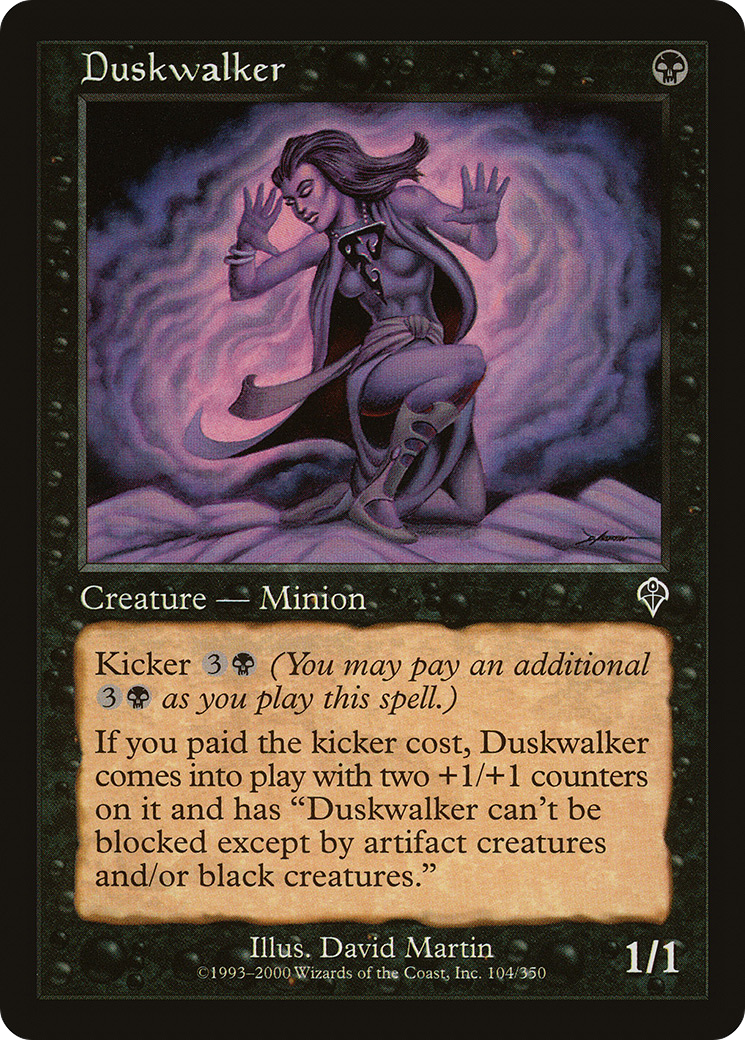 Duskwalker
Creature — Minion
Kicker 3 (You may pay an additional
3 as you play this spell.)
If you paid the kicker cost, Duskwalker
comes into play with two +1/+1 counters
on it and has “Duskwalker can’t be
blocked except by artifact creatures
and/or black creatures.”
Illus. David Martin
©1993–2000 Wizards of the Coast, Inc. 104/350
1/1